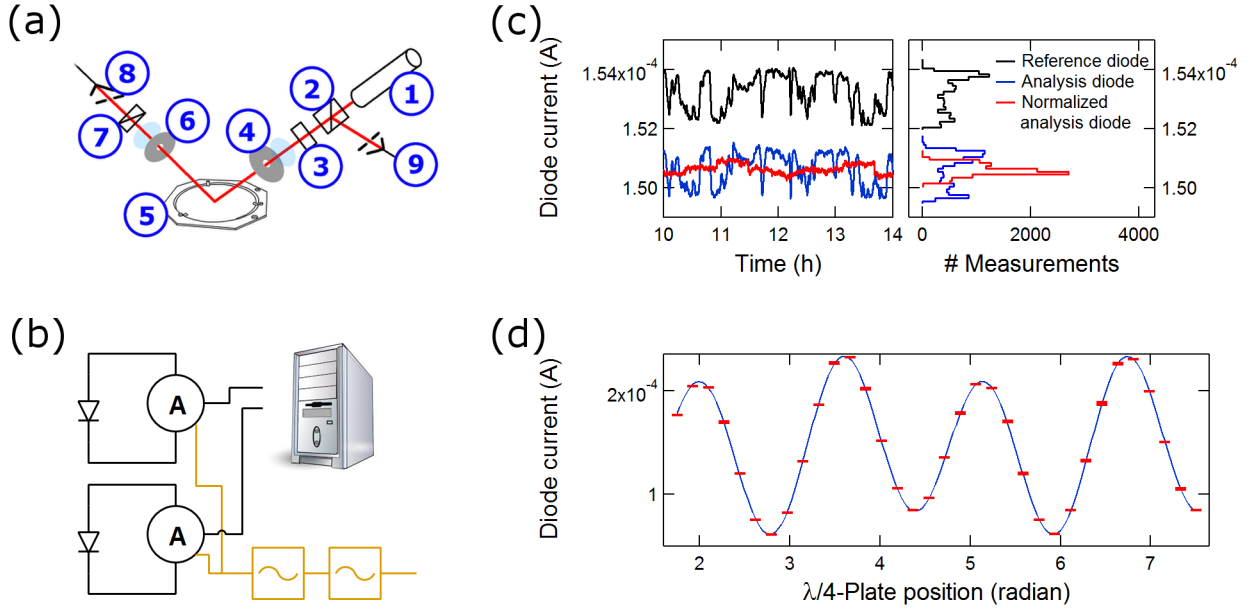 (a)
8
7
6
5
4
2
3
1
9
(b)
A
A
(c)
Diode current (A)
1.54x10⁻⁴
1.52
1.50
10 11 12 13 14
Time (h)
Reference diode
Analysis diode
Normalized
analysis diode
1.54x10⁻⁴
1.52
1.50
0 2000 4000
# Measurements
(d)
Diode current (A)
2x10⁻⁴
1
2 3 4 5 6 7
λ/4-Plate position (radian)